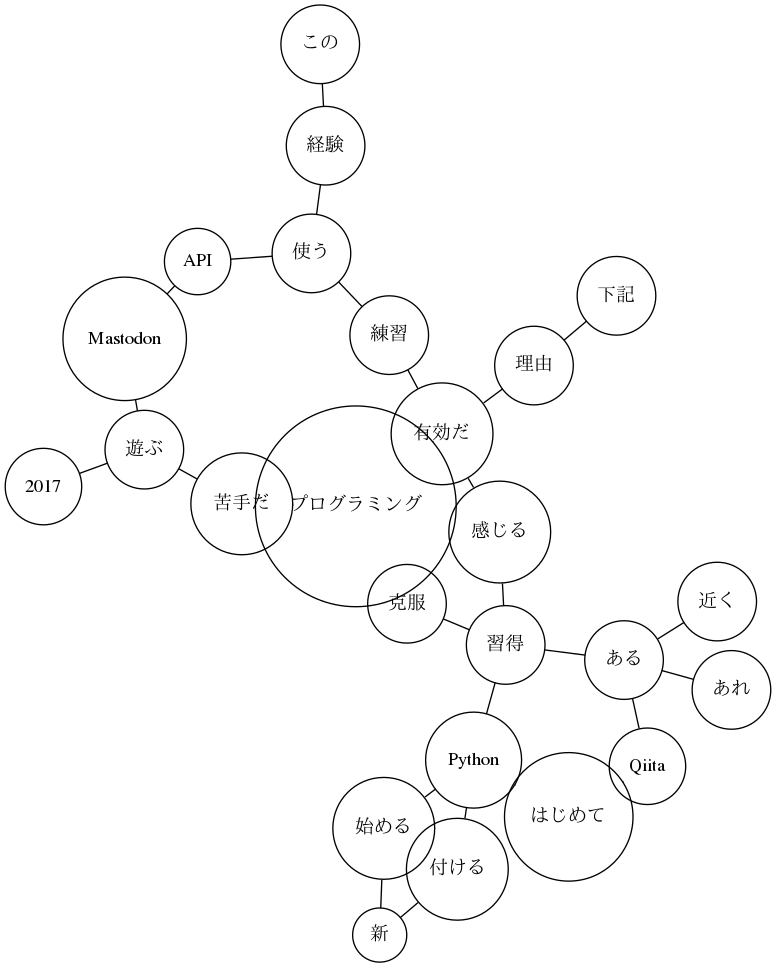 この
経験
使う
API
下記
Mastodon
練習
理由
有効だ
遊ぶ
2017
苦手だ
プログラミング
感じる
克服
近く
習得
ある
あれ
Python
Qiita
はじめて
始める
付ける
新